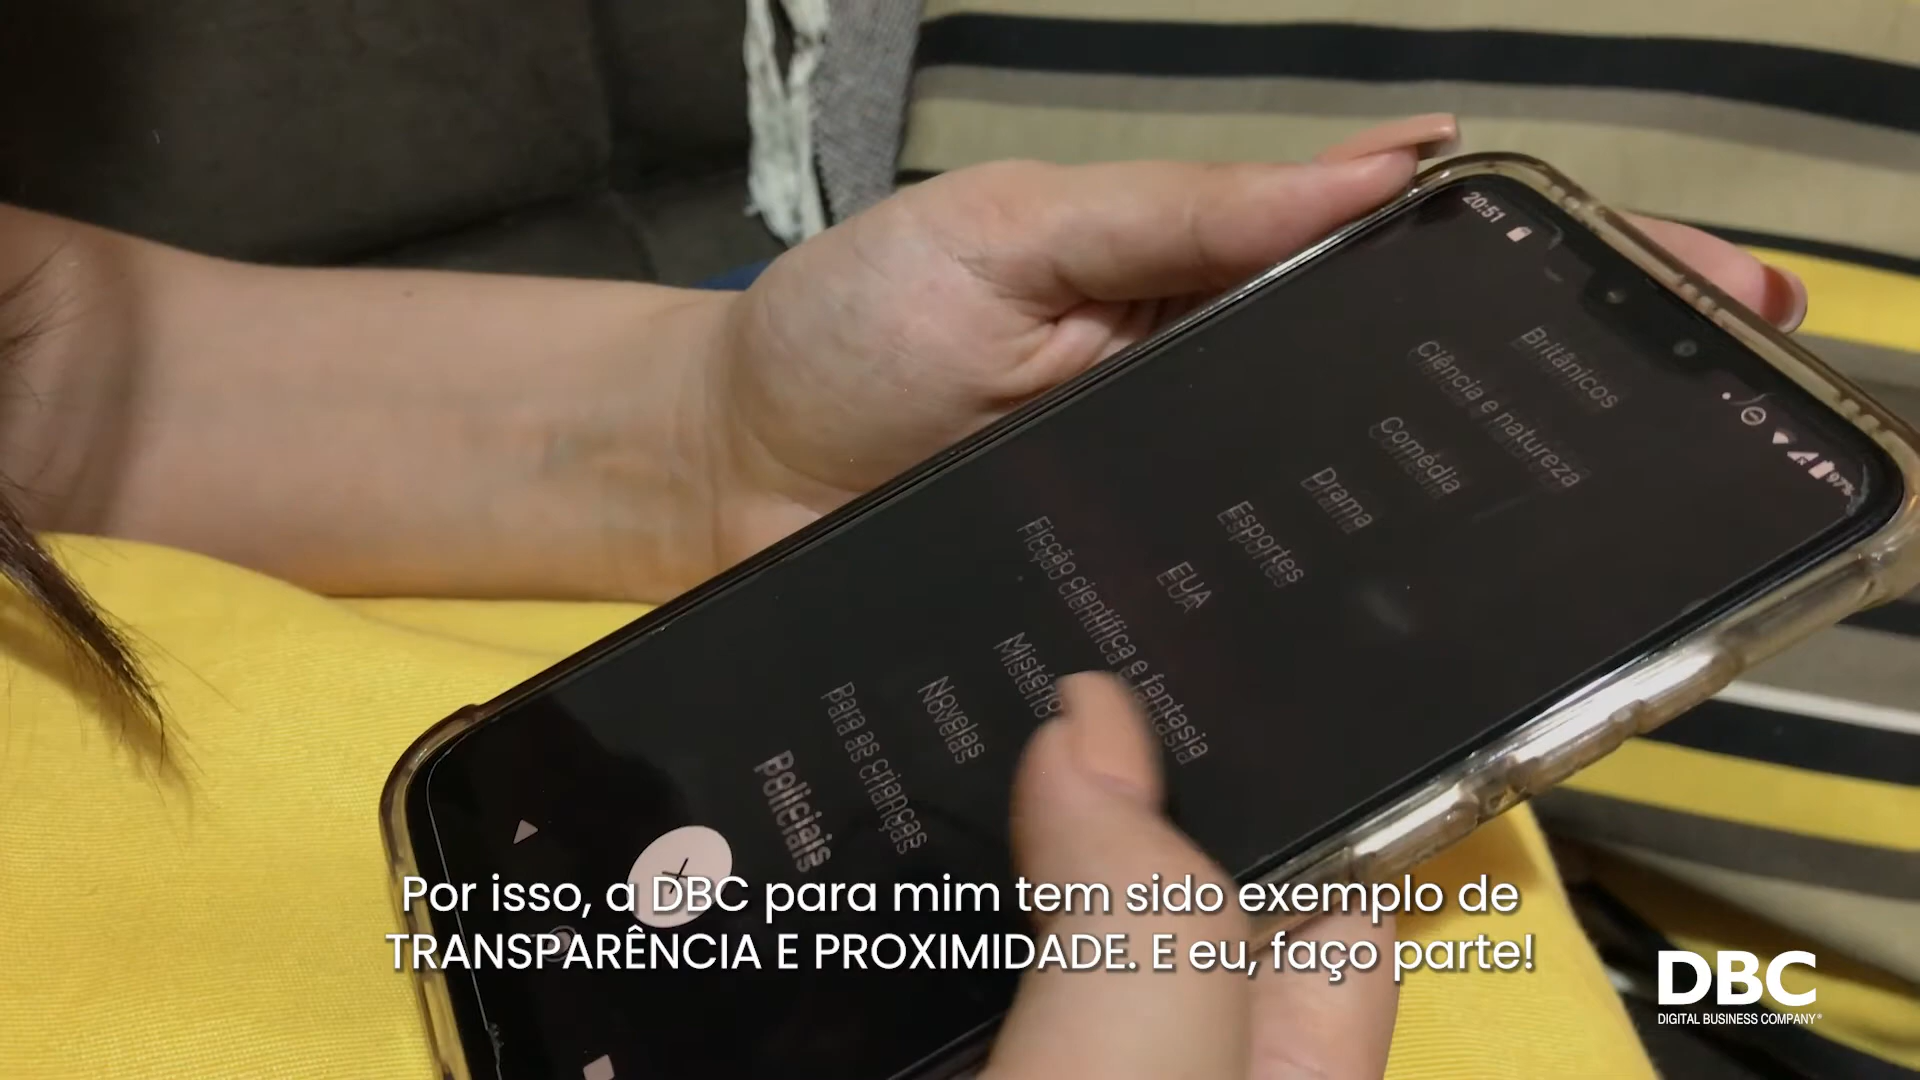 20:51
97%
Britânicos
Ciência e natureza
Comédia
Drama
Esportes
EUA
Ficção científica e fantasia
Mistério
Novelas
Para as crianças
Policiais
Por isso, a DBC para mim tem sido exemplo de
TRANSPARÊNCIA E PROXIMIDADE. E eu, faço parte!
DBC
DIGITAL BUSINESS COMPANY®